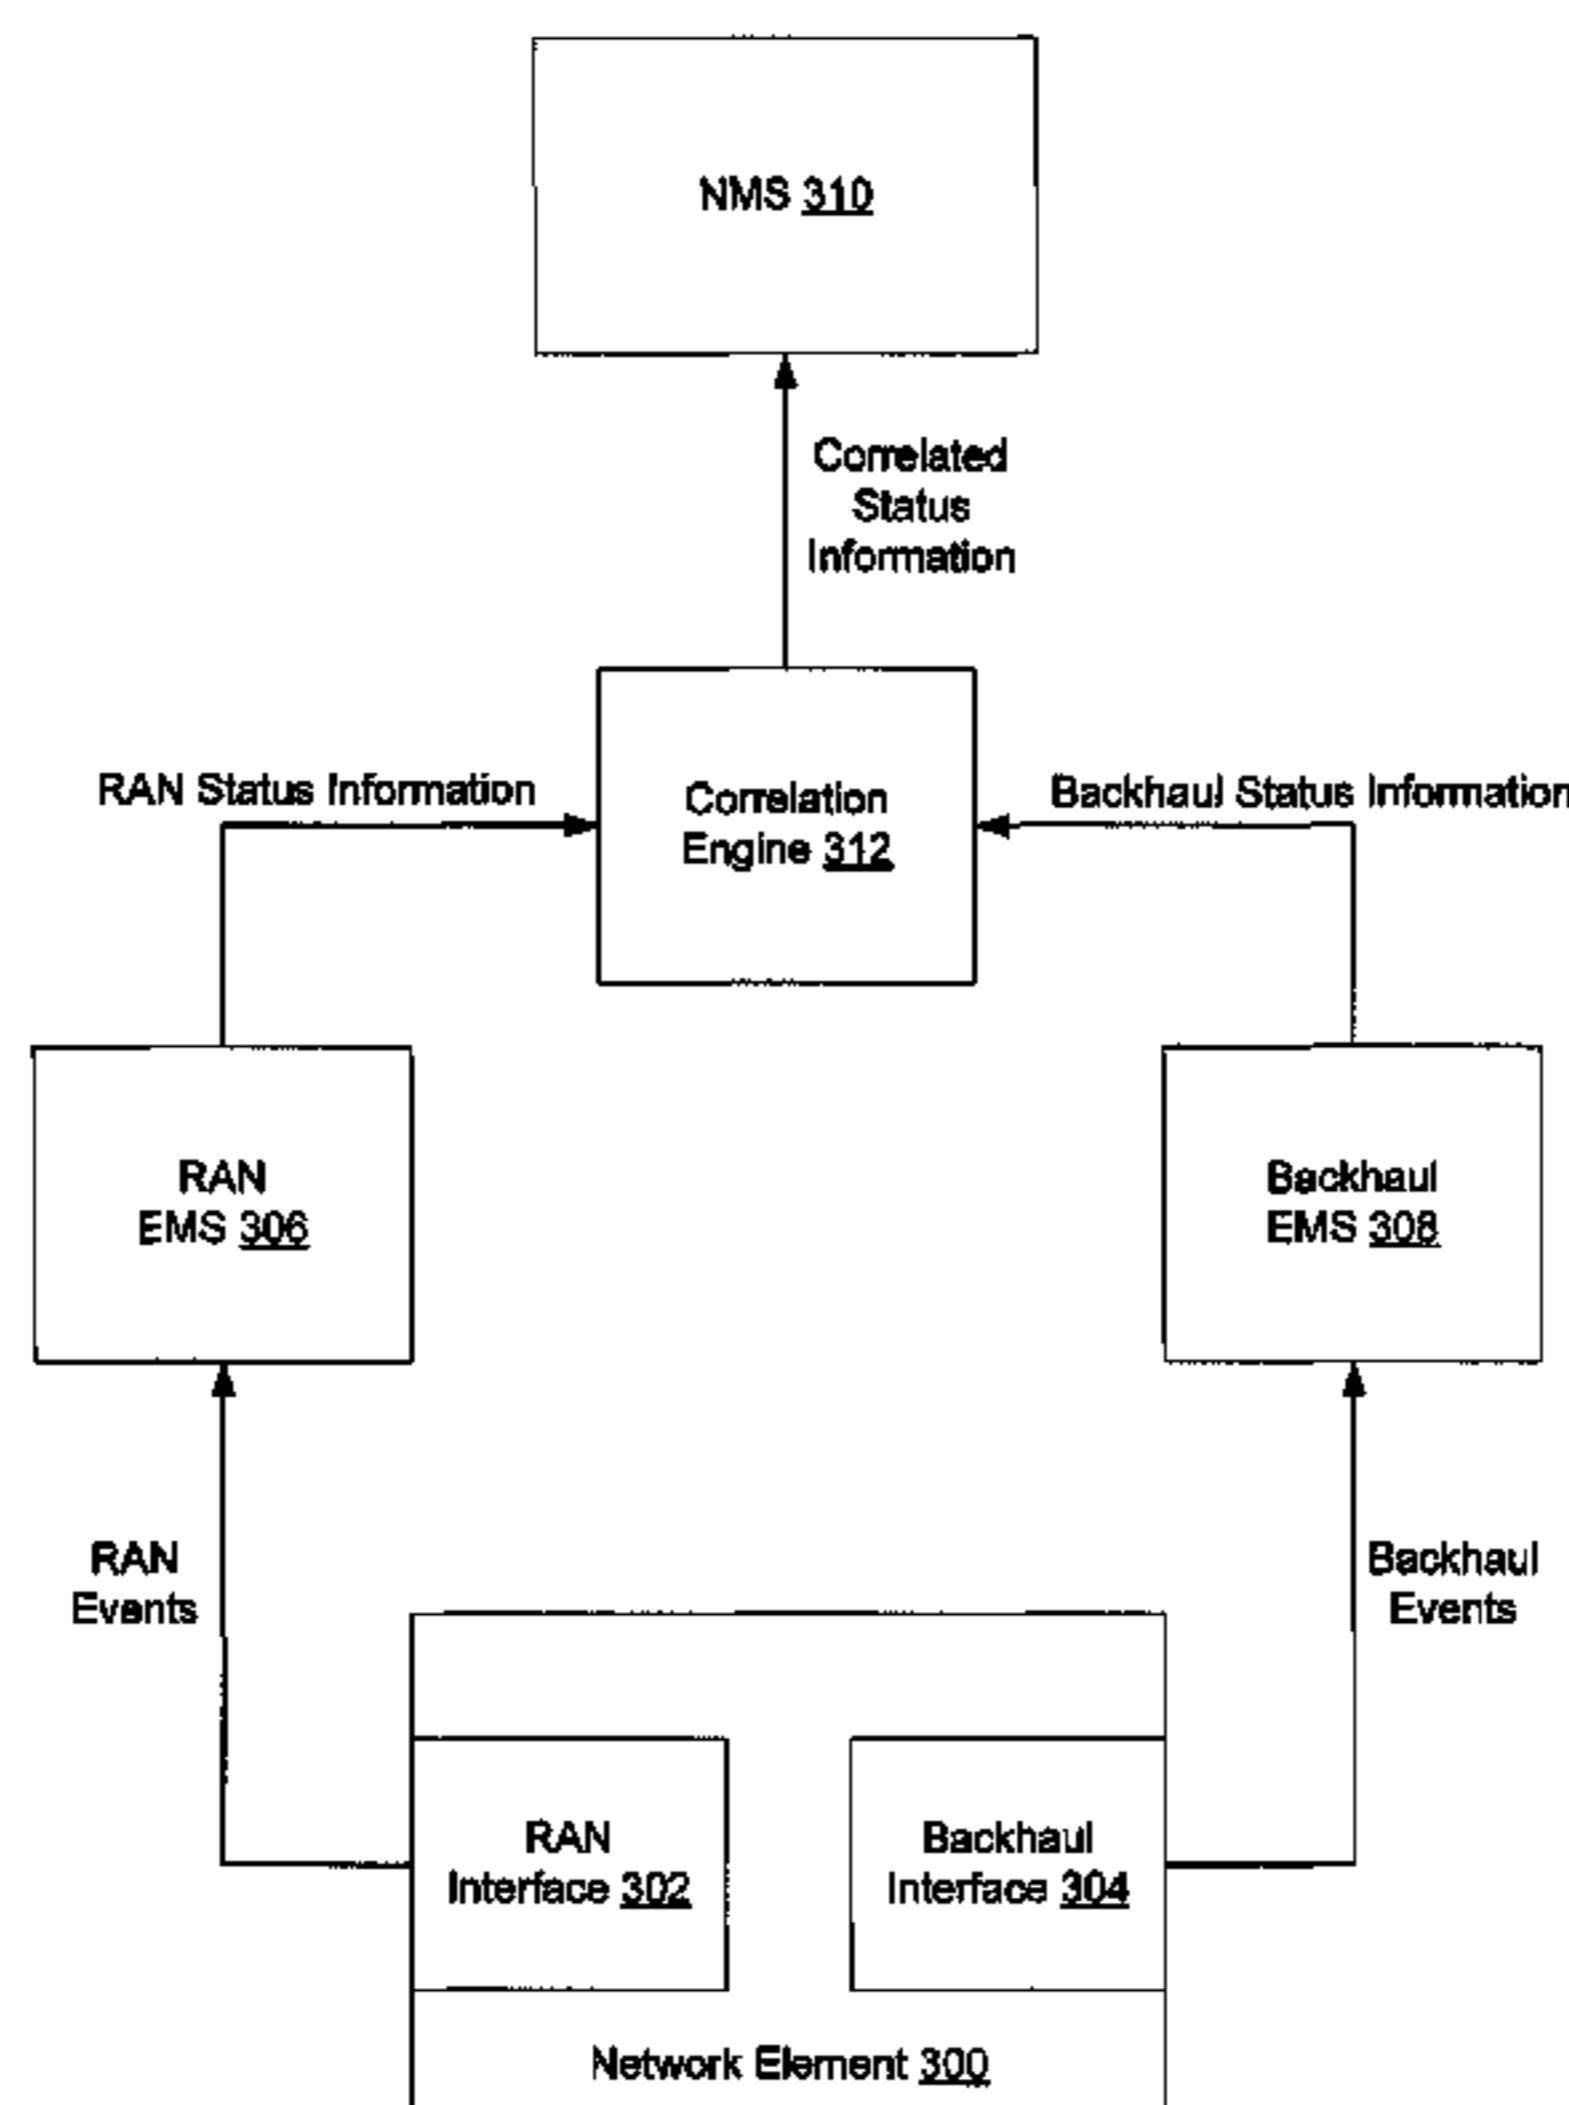 NMS 310
Correlated
Status
Information
RAN Status Information
Correlation
Engine 312
Backhaul Status Information
RAN
EMS 306
Backhaul
EMS 308
RAN
Events
Backhaul
Events
RAN
Interface 302
Backhaul
Interface 304
Network Element 300